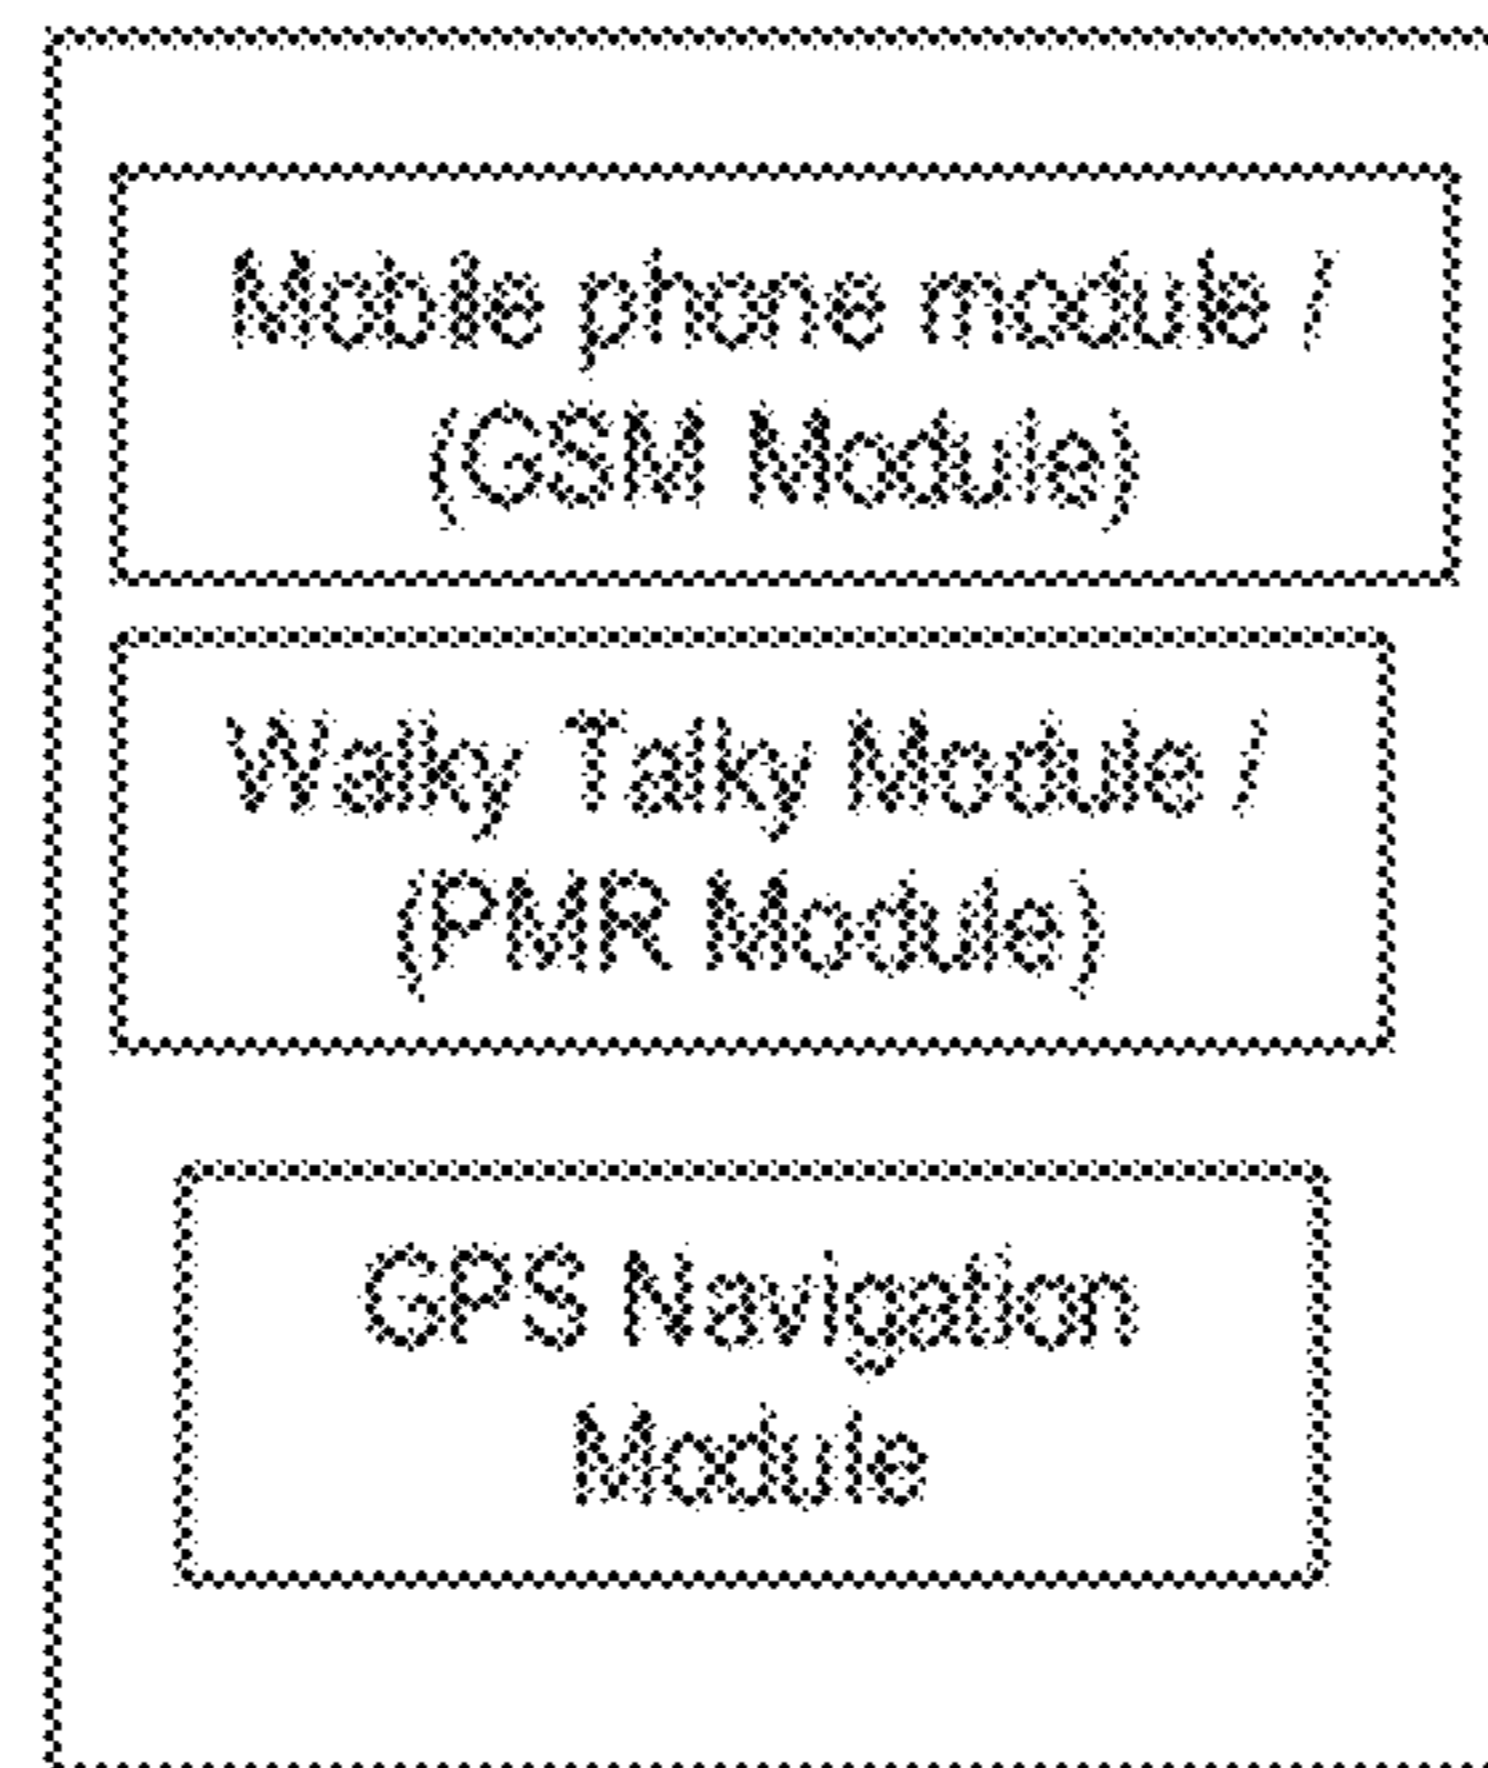 Mobile phone module /
(GSM Module)
Walky Talky Module /
(PMR Module)
GPS Navigation
Module